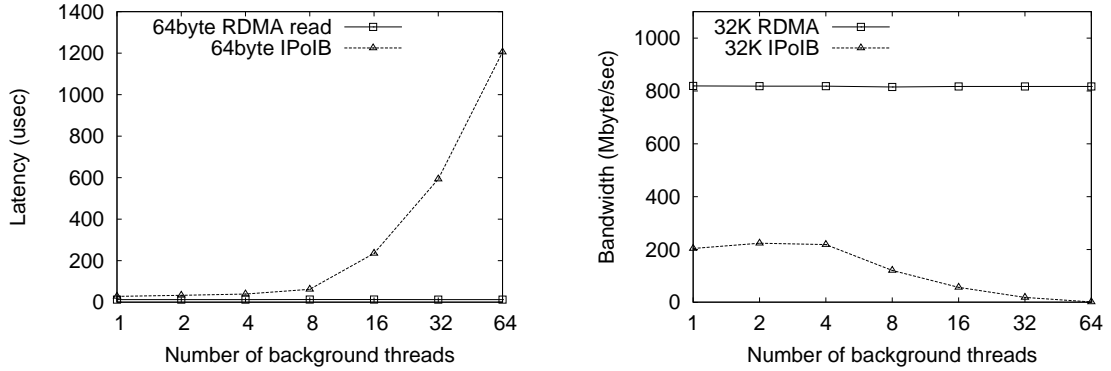 64byte RDMA read
64byte IPoIB
1400
1200
1000
800
600
400
200
0
Latency (usec)
1 2 4 8 16 32 64
Number of background threads
32K RDMA
32K IPoIB
1000
800
600
400
200
0
Bandwidth (Mbyte/sec)
1 2 4 8 16 32 64
Number of background threads